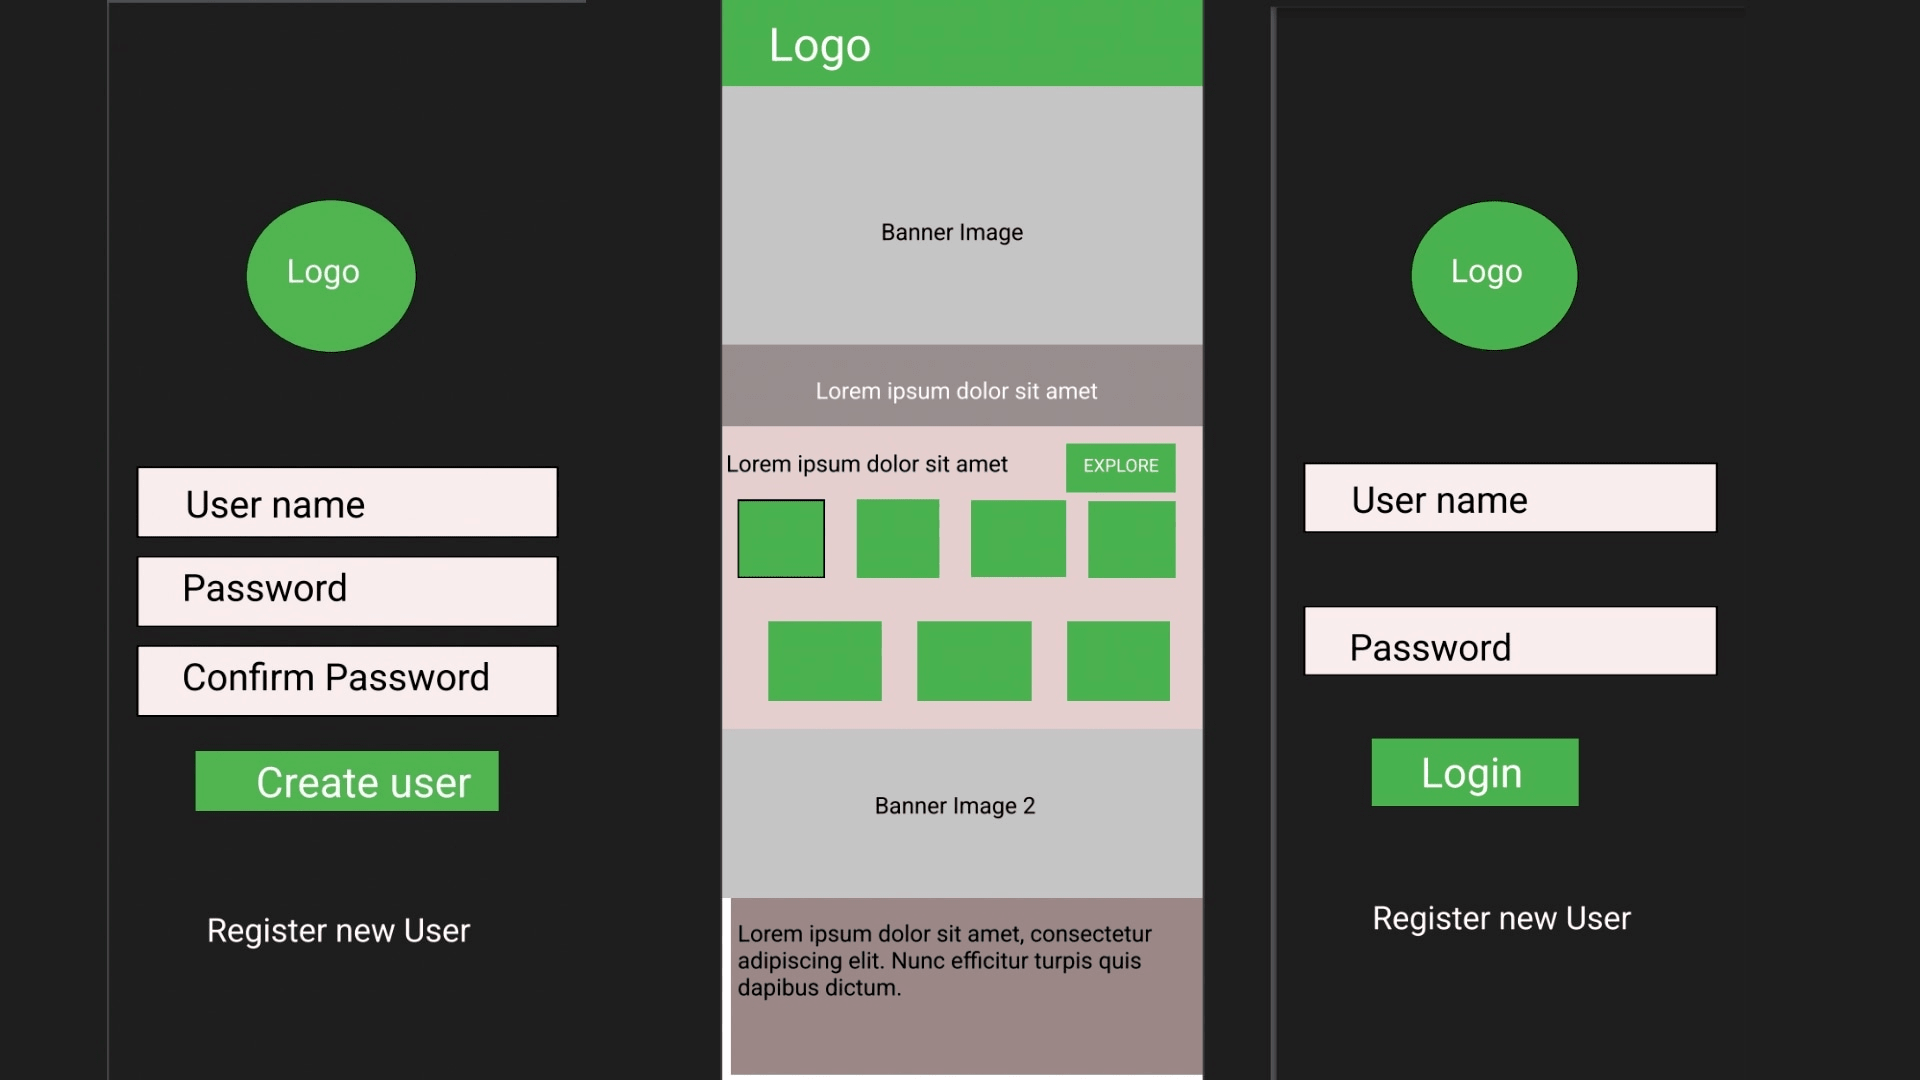 Logo
User name
Password
Confirm Password
Create user
Register new User
Logo
Banner Image
Lorem ipsum dolor sit amet
Lorem ipsum dolor sit amet
EXPLORE
Banner Image 2
Lorem ipsum dolor sit amet, consectetur
adipiscing elit. Nunc efficitur turpis quis
dapibus dictum.
Logo
User name
Password
Login
Register new User